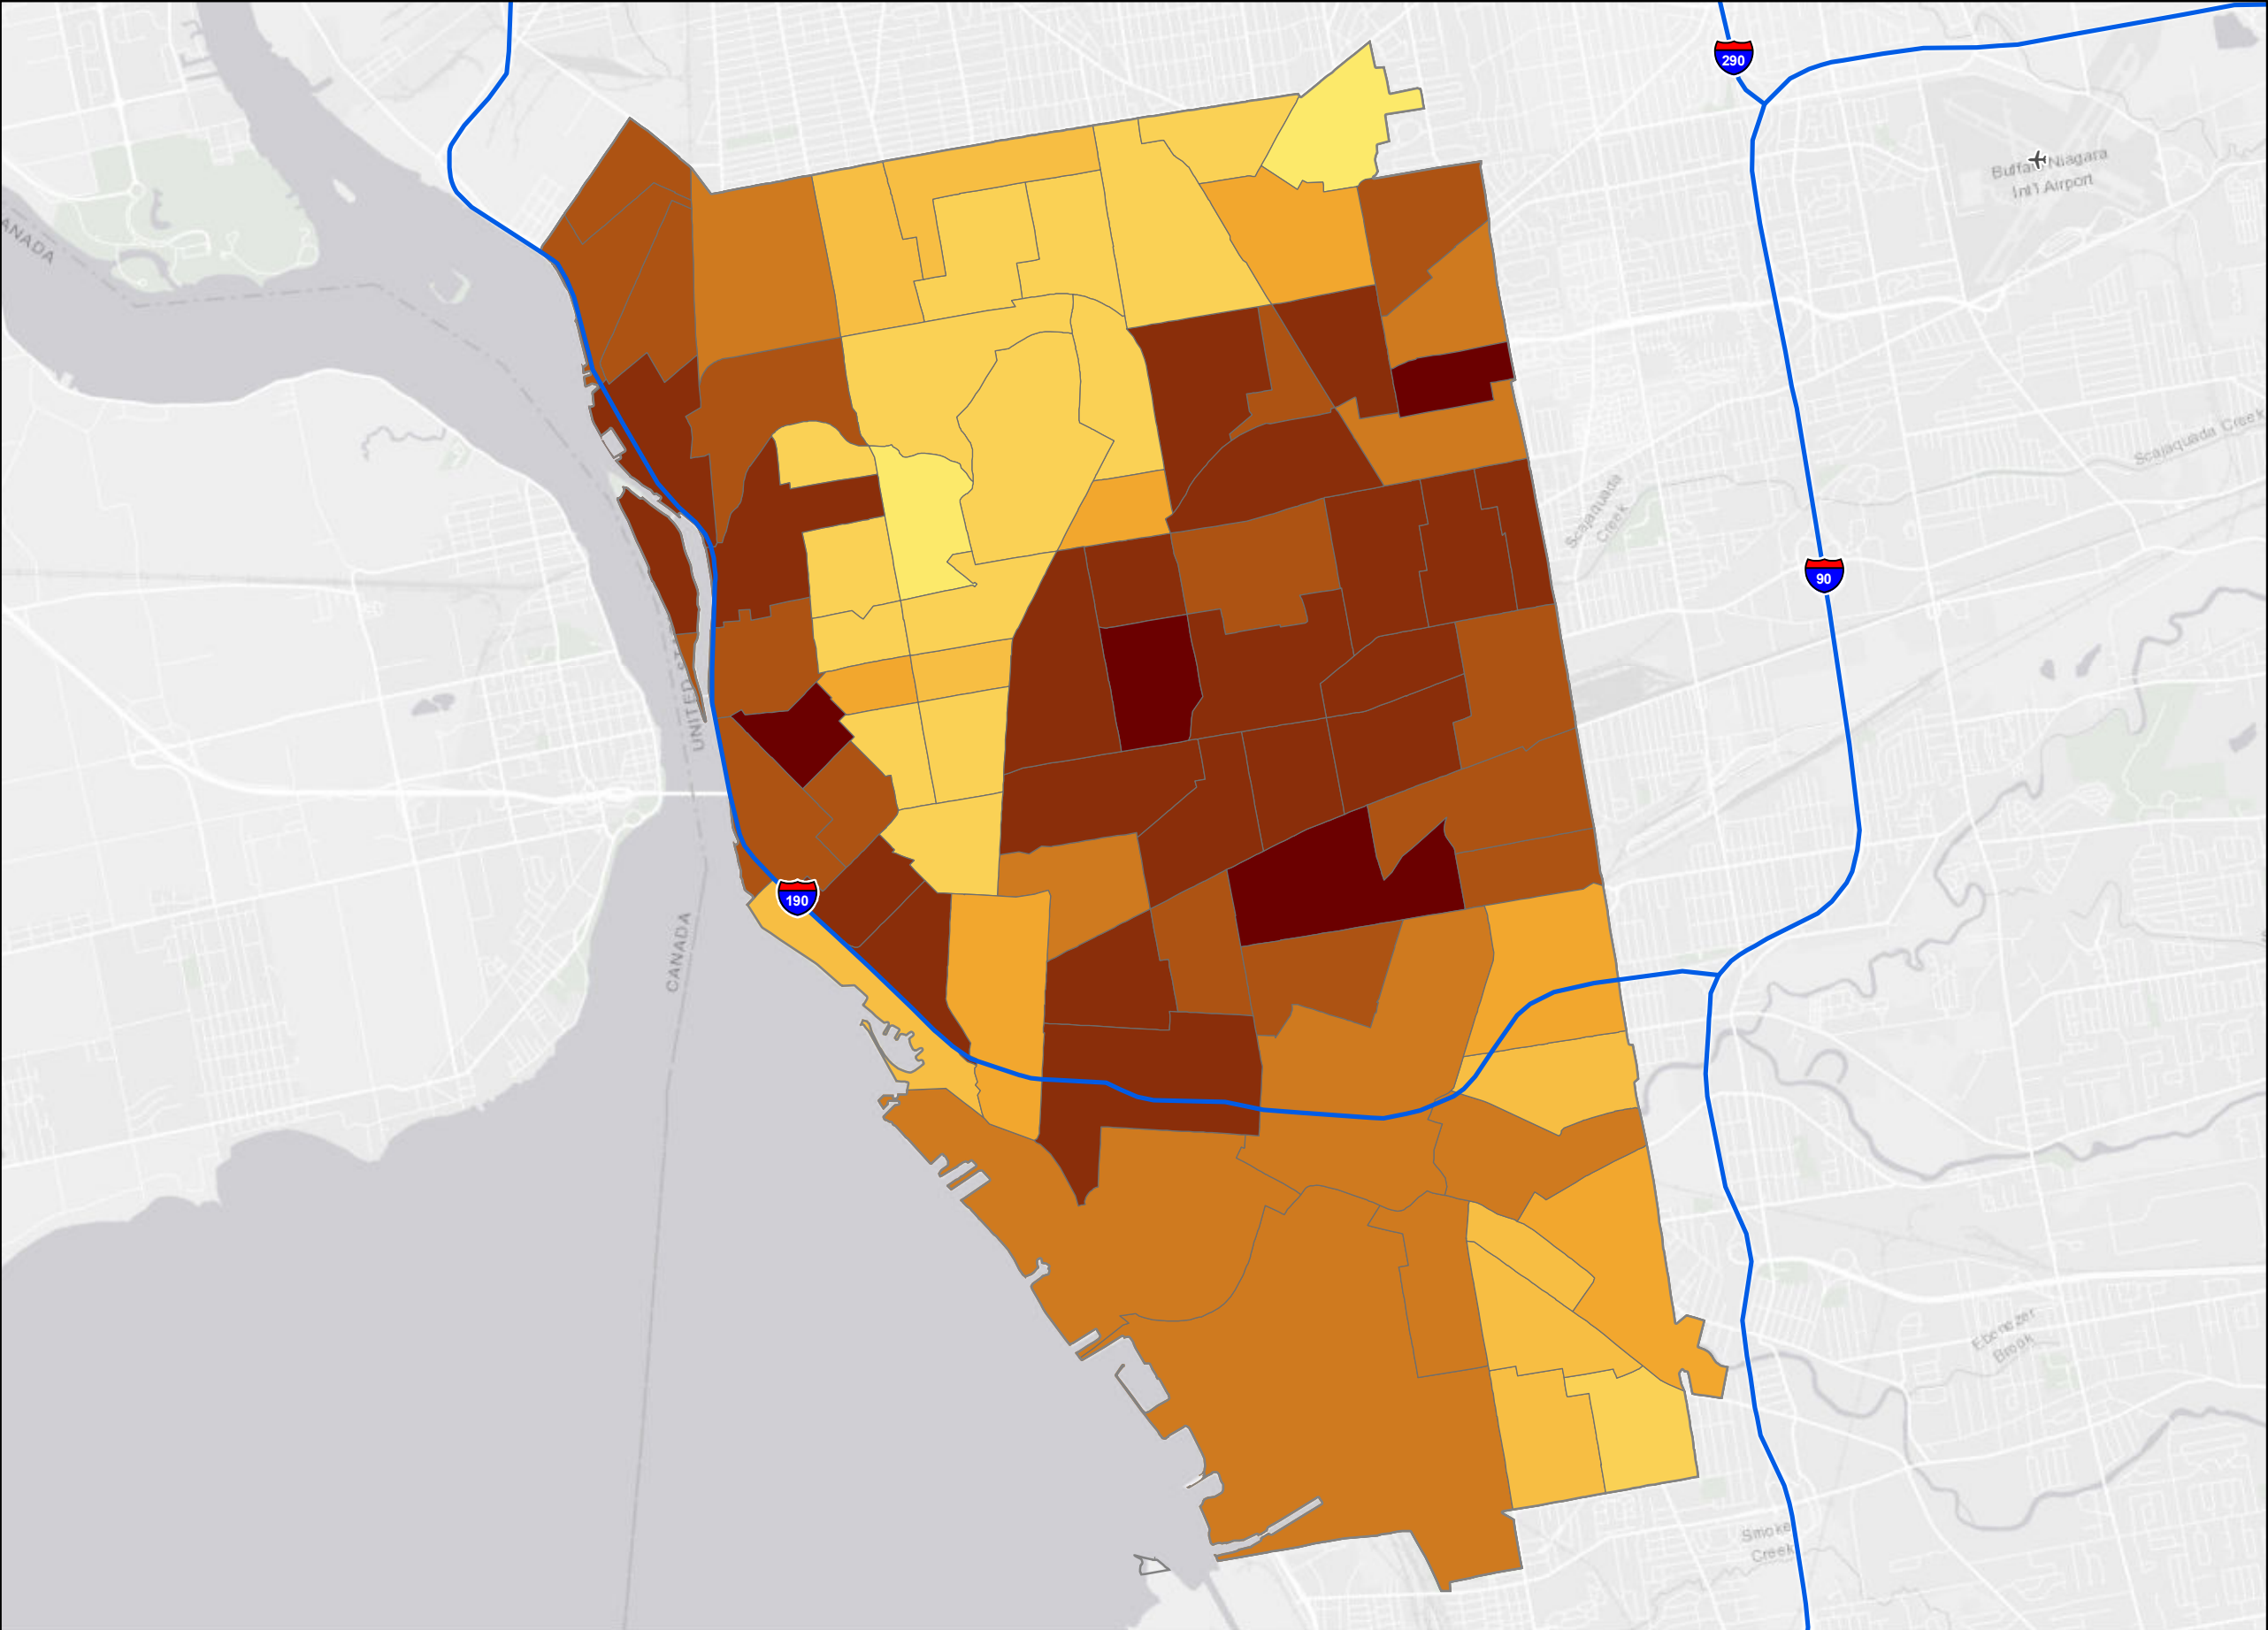 290
Buffalo Niagara
Int'l Airport
CANADA
Scajaquada Creek
Scajaquada
Creek
90
UNITED
190
CANADA
Ebenezer
Brook
Smoke
Creek